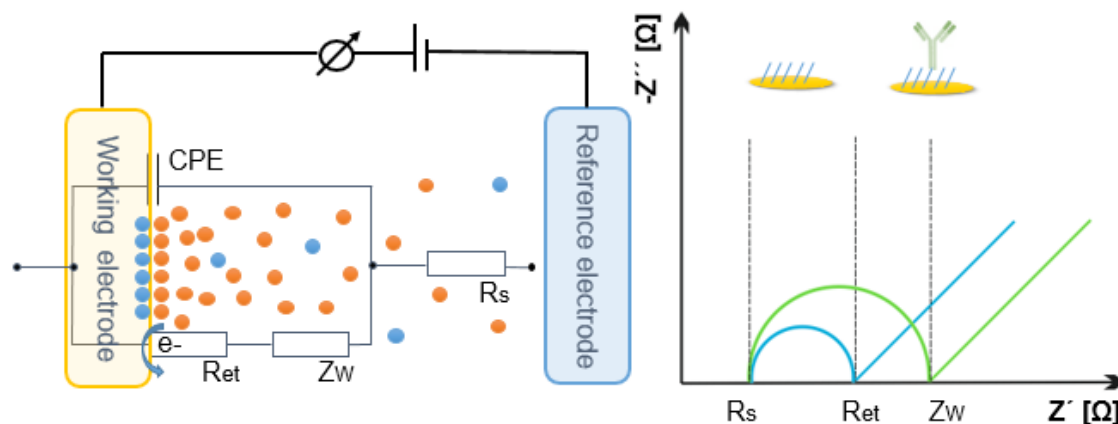 Working electrode
CPE
e-
Ret
Zw
Rs
Reference electrode
-Z´´ [Ω]
Rs
Ret
Zw
Z´ [Ω]